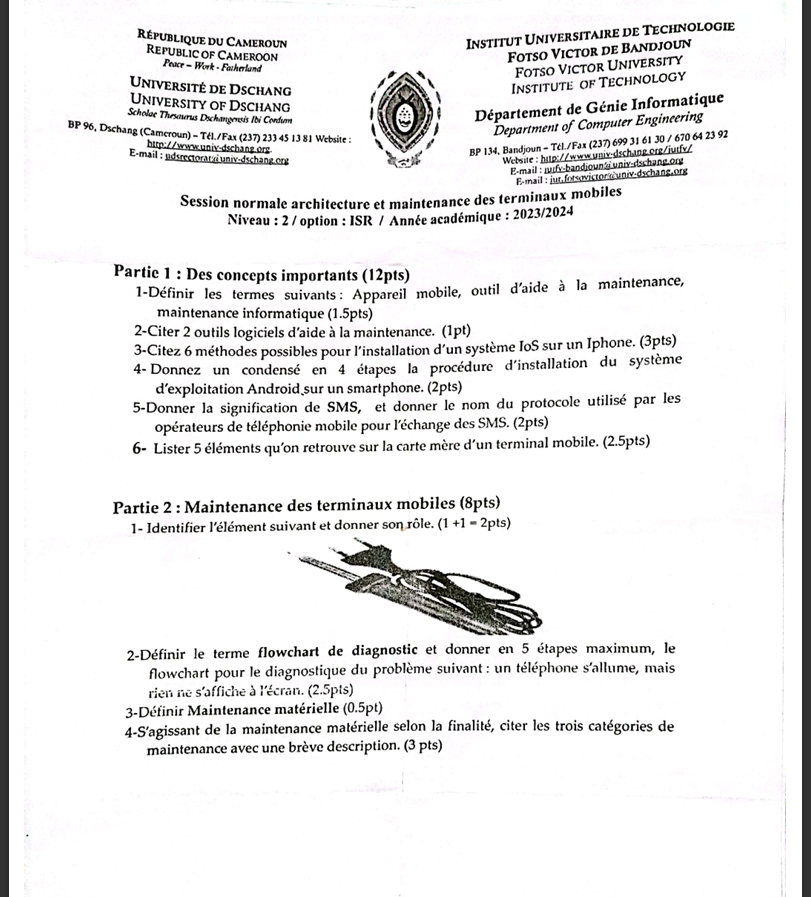 RÉPUBLIQUE DU CAMEROUN
REPUBLIC OF CAMEROON
Peace – Work - Fatherland
UNIVERSITÉ DE DSCHANG
UNIVERSITY OF DSCHANG
Scholae Thesaurus Dschangensis Ibi Cordum
BP 96, Dschang (Cameroun) – Tél./Fax (237) 233 45 13 81 Website :
http://www.univ-dschang.org.
E-mail : udsrectorat@univ-dschang.org
INSTITUT UNIVERSITAIRE DE TECHNOLOGIE
FOTSO VICTOR DE BANDJOUN
FOTSO VICTOR UNIVERSITY
INSTITUTE OF TECHNOLOGY
Département de Génie Informatique
Department of Computer Engineering
BP 134, Bandjoun – Tél./Fax (237) 699 31 61 30 / 670 64 23 92
Website : http://www.univ-dschang.org/iutfv/
E-mail : iutfv-bandjoun@univ-dschang.org
E-mail : iut.fotsovictor@univ-dschang.org
Session normale architecture et maintenance des terminaux mobiles
Niveau : 2 / option : ISR / Année académique : 2023/2024
Partie 1 : Des concepts importants (12pts)
1-Définir les termes suivants : Appareil mobile, outil d'aide à la maintenance,
maintenance informatique (1.5pts)
2-Citer 2 outils logiciels d'aide à la maintenance. (1pt)
3-Citez 6 méthodes possibles pour l'installation d'un système IoS sur un Iphone. (3pts)
4- Donnez un condensé en 4 étapes la procédure d'installation du système
d'exploitation Android sur un smartphone. (2pts)
5-Donner la signification de SMS, et donner le nom du protocole utilisé par les
opérateurs de téléphonie mobile pour l'échange des SMS. (2pts)
6- Lister 5 éléments qu'on retrouve sur la carte mère d'un terminal mobile. (2.5pts)
Partie 2 : Maintenance des terminaux mobiles (8pts)
1- Identifier l'élément suivant et donner son rôle. (1 +1 = 2pts)
2-Définir le terme flowchart de diagnostic et donner en 5 étapes maximum, le
flowchart pour le diagnostique du problème suivant : un téléphone s'allume, mais
rien ne s'affiche à l'écran. (2.5pts)
3-Définir Maintenance matérielle (0.5pt)
4-S'agissant de la maintenance matérielle selon la finalité, citer les trois catégories de
maintenance avec une brève description. (3 pts)